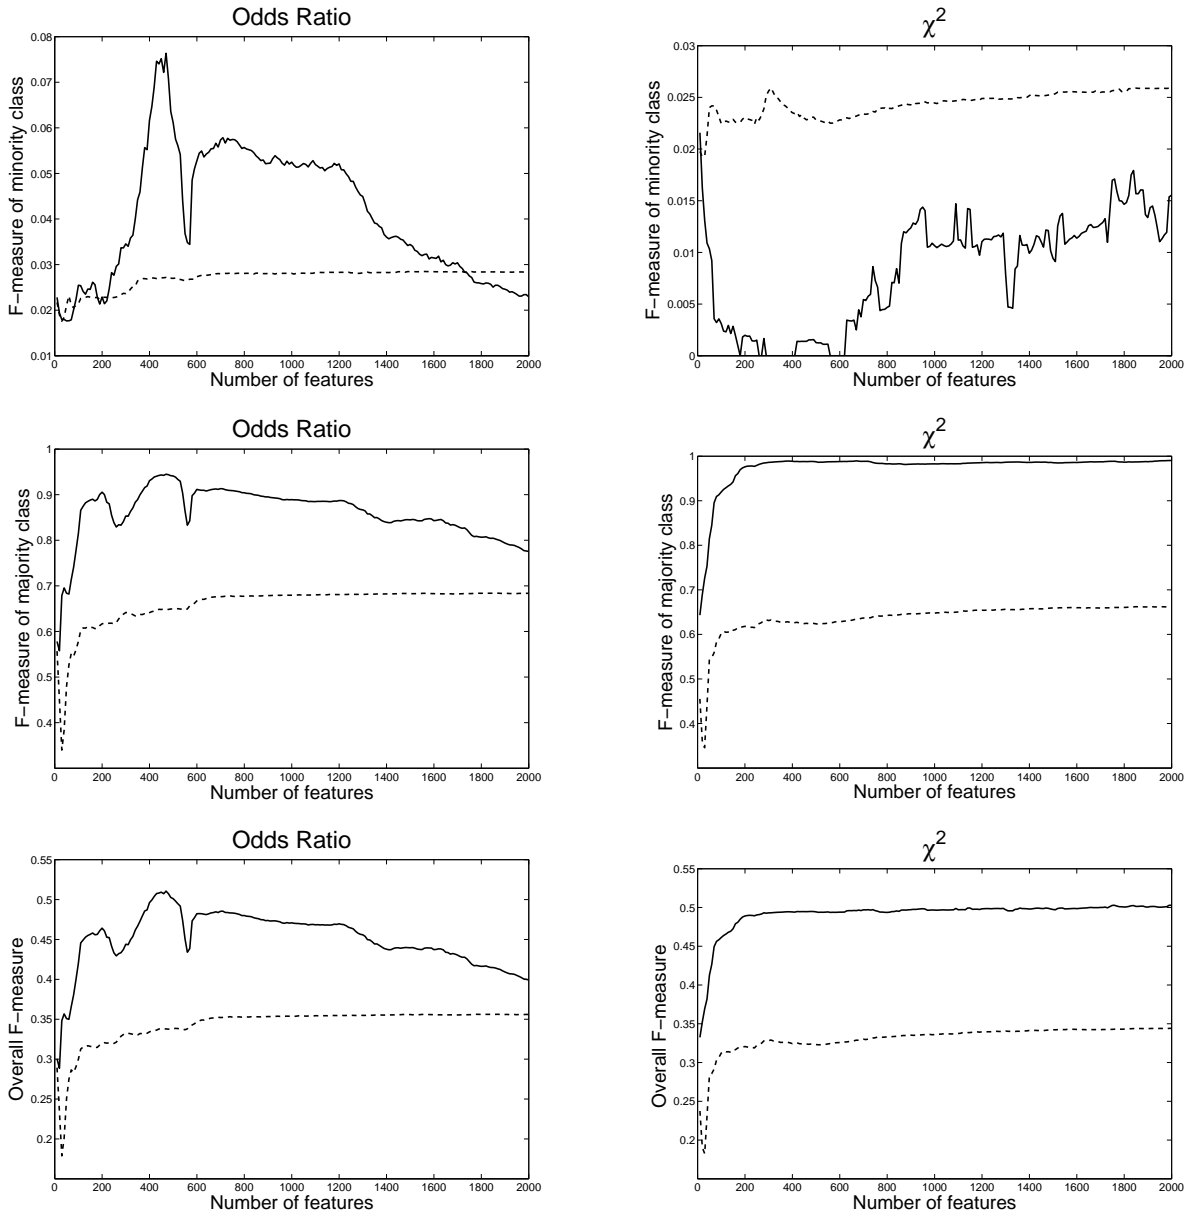 Odds Ratio
F−measure of minority class
0.08
0.07
0.06
0.05
0.04
0.03
0.02
0.01
0 200 400 600 800 1000 1200 1400 1600 1800 2000
Number of features
χ2
F−measure of minority class
0.03
0.025
0.02
0.015
0.01
0.005
0
0 200 400 600 800 1000 1200 1400 1600 1800 2000
Number of features
Odds Ratio
F−measure of majority class
1
0.9
0.8
0.7
0.6
0.5
0.4
0 200 400 600 800 1000 1200 1400 1600 1800 2000
Number of features
χ2
F−measure of majority class
1
0.9
0.8
0.7
0.6
0.5
0.4
0 200 400 600 800 1000 1200 1400 1600 1800 2000
Number of features
Odds Ratio
Overall F−measure
0.55
0.5
0.45
0.4
0.35
0.3
0.25
0.2
0 200 400 600 800 1000 1200 1400 1600 1800 2000
Number of features
χ2
Overall F−measure
0.55
0.5
0.45
0.4
0.35
0.3
0.25
0.2
0 200 400 600 800 1000 1200 1400 1600 1800 2000
Number of features